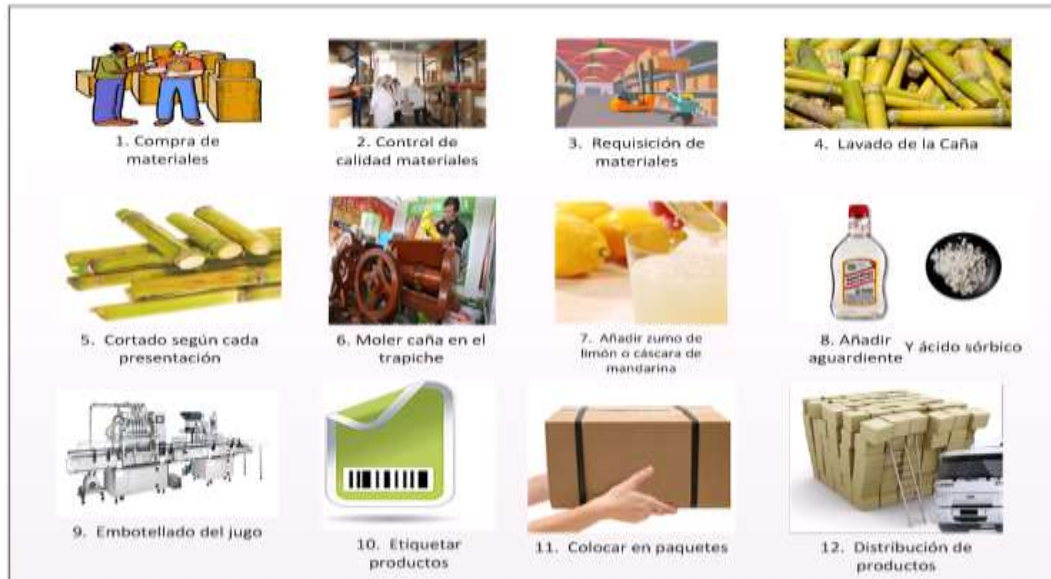 1. Compra de
materiales
2. Control de
calidad materiales
3. Requisición de
materiales
4. Lavado de la Caña
5. Cortado según cada
presentación
6. Moler caña en el
trapiche
7. Añadir zumo de
limón o cáscara de
mandarina
8. Añadir
aguardiente
Y ácido sórbico
9. Embotellado del jugo
10. Etiquetar
productos
11. Colocar en paquetes
12. Distribución de
productos